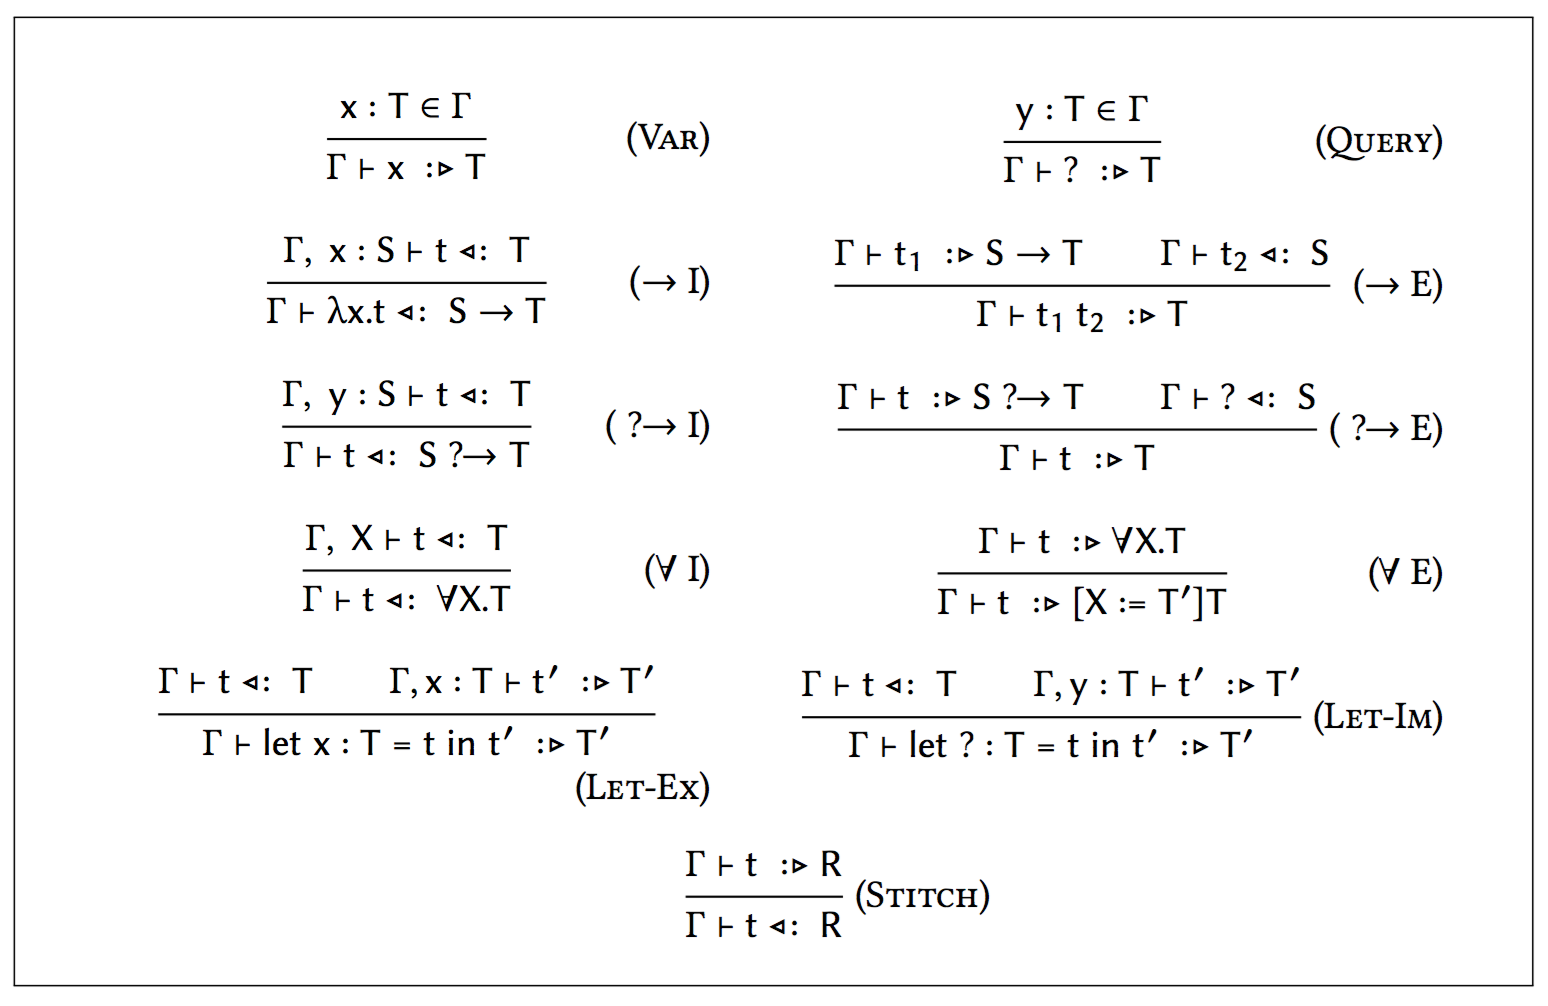 x : T ∈ Γ
Γ ⊢ x :▹ T
(Var)
y : T ∈ Γ
Γ ⊢ ? :▹ T
(Query)
Γ, x : S ⊢ t ◃: T
Γ ⊢ λx.t ◃: S → T
(→ I)
Γ ⊢ t₁ :▹ S → T Γ ⊢ t₂ ◃: S
Γ ⊢ t₁ t₂ :▹ T
(→ E)
Γ, y : S ⊢ t ◃: T
Γ ⊢ t ◃: S ?→ T
( ?→ I)
Γ ⊢ t :▹ S ?→ T Γ ⊢ ? ◃: S
Γ ⊢ t :▹ T
( ?→ E)
Γ, X ⊢ t ◃: T
Γ ⊢ t ◃: ∀X.T
(∀ I)
Γ ⊢ t :▹ ∀X.T
Γ ⊢ t :▹ [X := T′]T
(∀ E)
Γ ⊢ t ◃: T Γ, x : T ⊢ t′ :▹ T′
Γ ⊢ let x : T = t in t′ :▹ T′
(Let-Ex)
Γ ⊢ t ◃: T Γ, y : T ⊢ t′ :▹ T′
Γ ⊢ let ? : T = t in t′ :▹ T′
(Let-Im)
Γ ⊢ t :▹ R
Γ ⊢ t ◃: R
(Stitch)